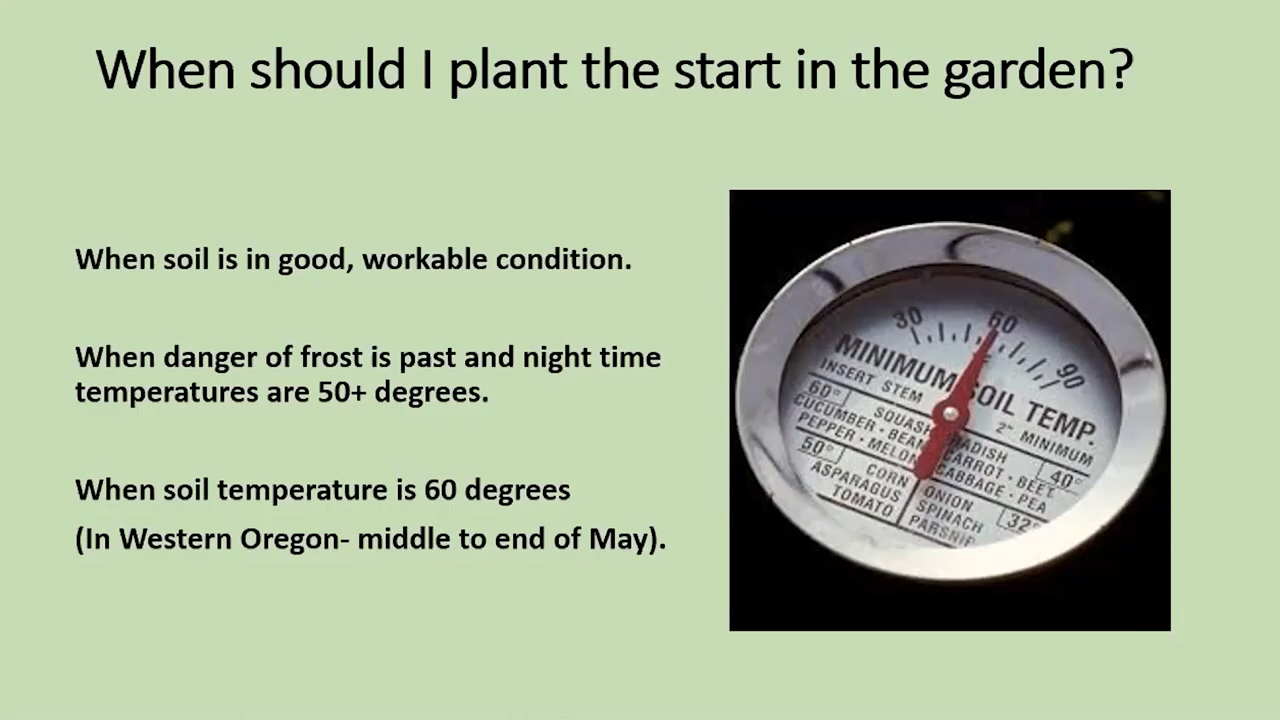 When should I plant the start in the garden?
When soil is in good, workable condition.
When danger of frost is past and night time
temperatures are 50+ degrees.
When soil temperature is 60 degrees
(In Western Oregon- middle to end of May).
30 60 90
MINIMUM SOIL TEMP.
INSERT STEM 2" MINIMUM
60° SQUASH
CUCUMBER · BEAN
PEPPER · MELON
RADISH
CARROT · BEET 40°
CABBAGE · PEA
50° CORN
ASPARAGUS
TOMATO
ONION 32°
SPINACH
PARSNIP